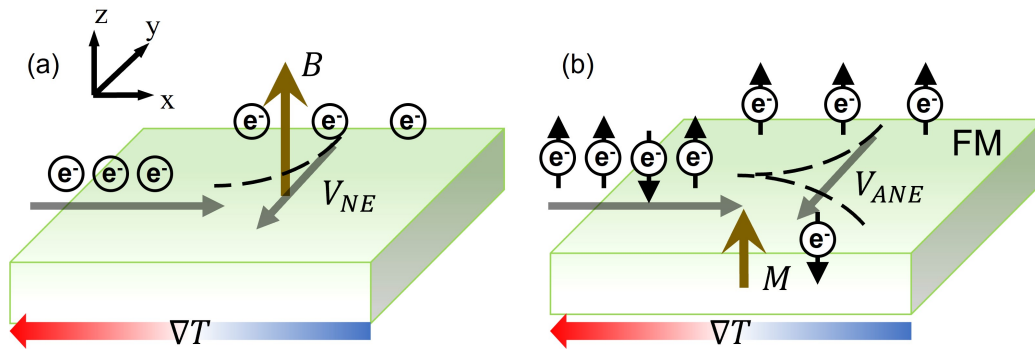 (a)
z
y
x
B
e⁻ e⁻ e⁻
e⁻ e⁻ e⁻
V_NE
∇T
(b)
e⁻ e⁻ e⁻
FM
e⁻ e⁻ e⁻ e⁻
V_ANE
e⁻
M
∇T